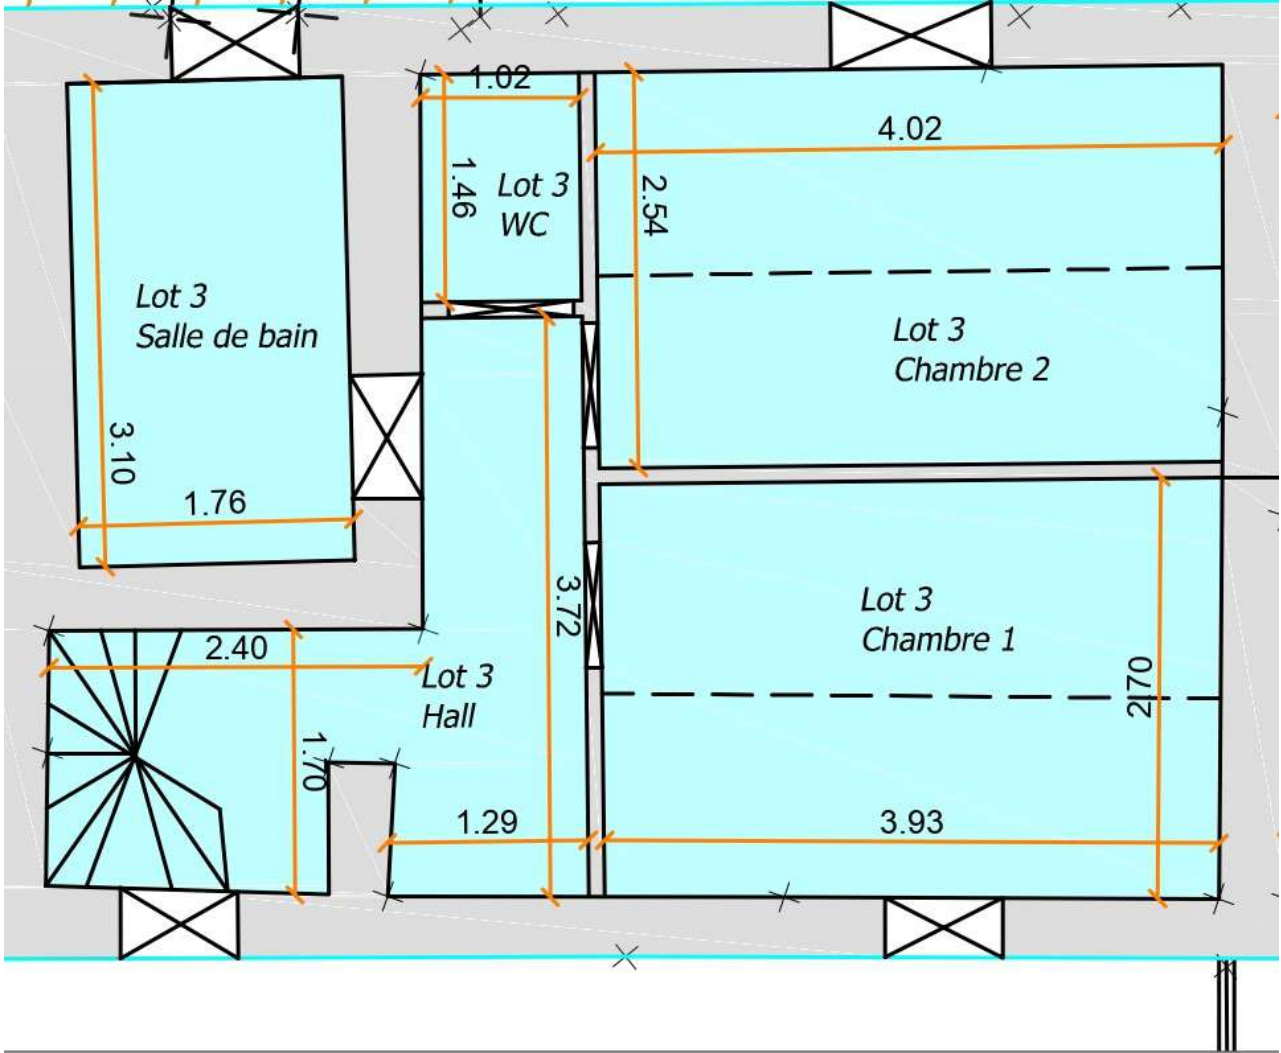 1.02
4.02
1.46
Lot 3
WC
2.54
Lot 3
Salle de bain
Lot 3
Chambre 2
3.10
1.76
3.72
Lot 3
Chambre 1
2.40
Lot 3
Hall
2.70
1.70
1.29
3.93